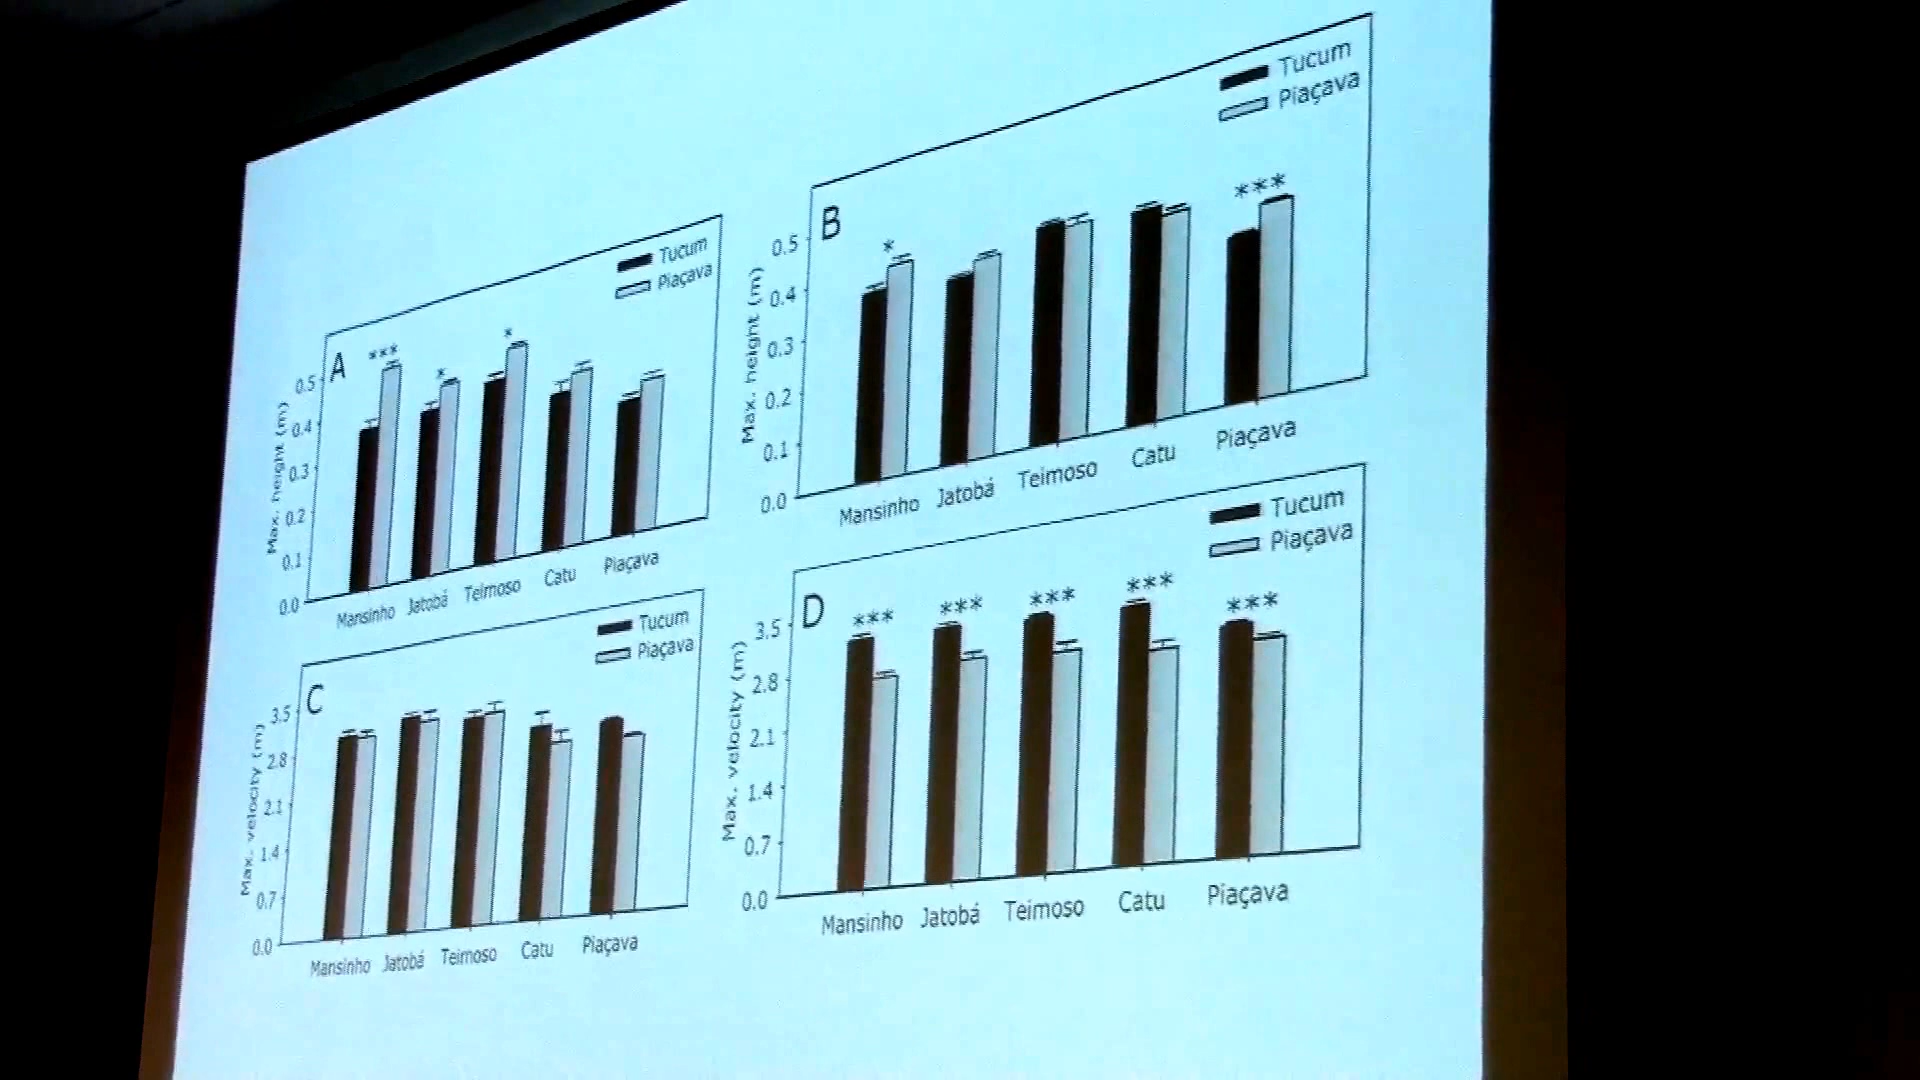 A
Tucum
Piaçava
***
*
*
Max. height (m)
0.5
0.4
0.3
0.2
0.1
0.0
Mansinho Jatobá Teimoso Catu Piaçava
B
Tucum
Piaçava
*
***
Max. height (m)
0.5
0.4
0.3
0.2
0.1
0.0
Mansinho Jatobá Teimoso Catu Piaçava
C
Tucum
Piaçava
Max. velocity (m)
3.5
2.8
2.1
1.4
0.7
0.0
Mansinho Jatobá Teimoso Catu Piaçava
D
Tucum
Piaçava
*** *** *** *** ***
Max. velocity (m)
3.5
2.8
2.1
1.4
0.7
0.0
Mansinho Jatobá Teimoso Catu Piaçava